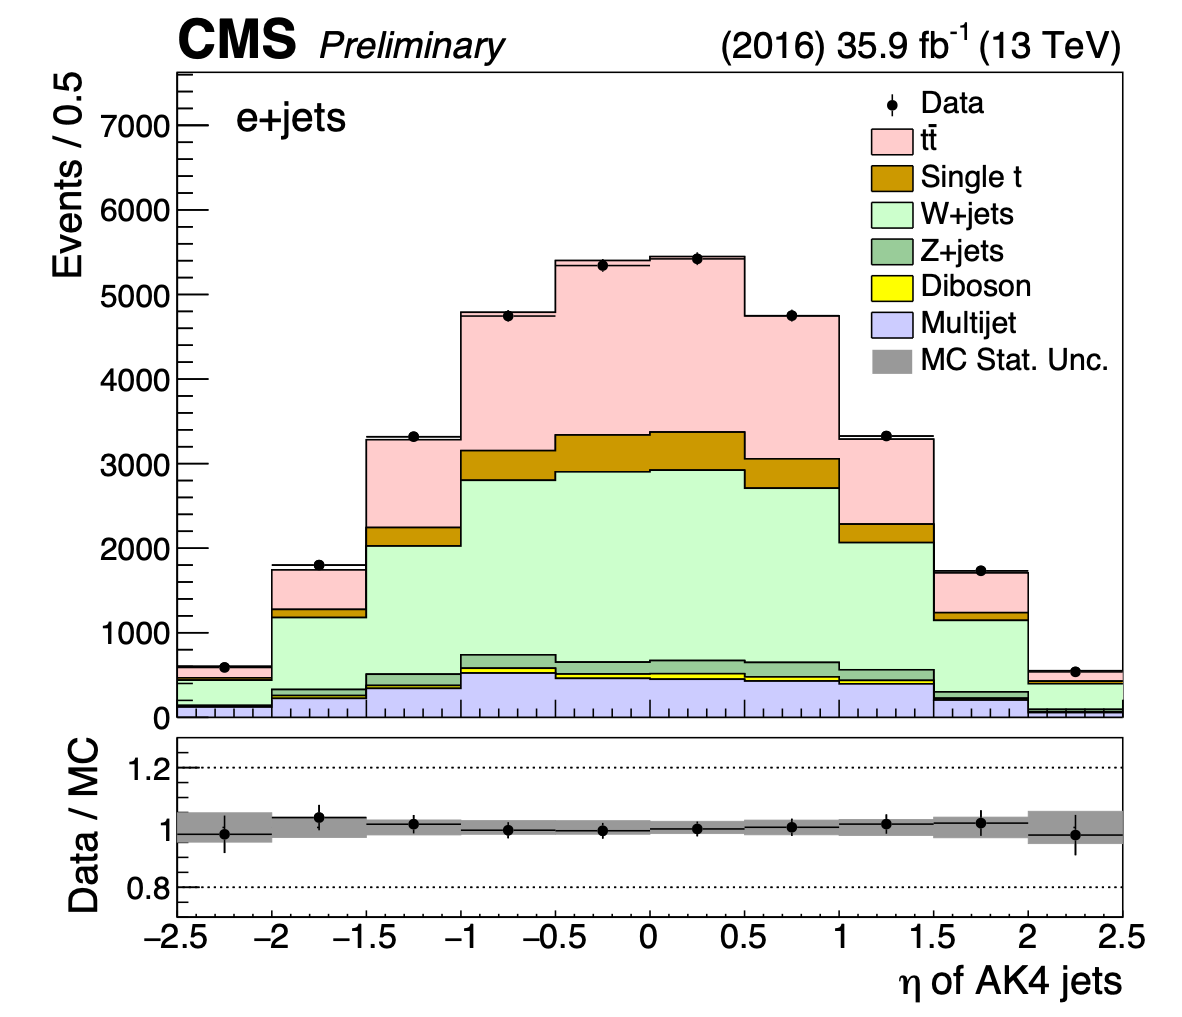 CMS Preliminary (2016) 35.9 fb⁻¹ (13 TeV)
Events / 0.5
e+jets
7000
6000
5000
4000
3000
2000
1000
0
Data
tt̄
Single t
W+jets
Z+jets
Diboson
Multijet
MC Stat. Unc.
Data / MC
1.2
1
0.8
−2.5 −2 −1.5 −1 −0.5 0 0.5 1 1.5 2 2.5
η of AK4 jets